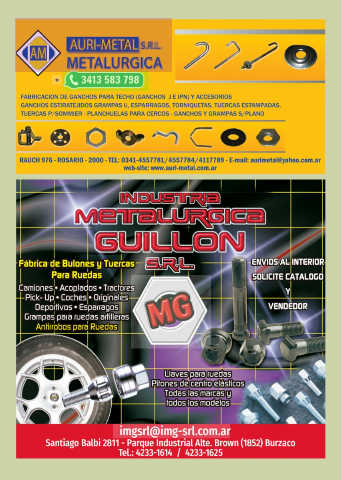 AM
AURI-METAL S.R.L.
METALURGICA
3413 583 798
FABRICACION DE GANCHOS PARA TECHO (GANCHON J E IPN) Y ACCESORIOS
GANCHOS ESTIRATEJIDOS GRAMPAS U, ESPARRAGOS, TORNIQUETAS, TUERCAS ESTAMPADAS,
TUERCAS P/SOMMIER - PLANCHUELAS PARA CERCOS - GANCHOS Y GRAMPAS S/PLANO
RAUCH 976 - ROSARIO - 2000 - TEL: 0341-4557781/4557784/4117789 - E-mail: aurimetal@yahoo.com.ar
web-site: www.auri-metal.com.ar
INDUSTRIA
METALURGICA
GUILLON
S.R.L.
Fábrica de Bulones y Tuercas
Para Ruedas
Camiones • Acoplados • Tractores
Pick-Up • Coches • Originales
Deportivos • Esparragos
Grampas para ruedas artilleras
Antirrobos para Ruedas
ENVIOS AL INTERIOR
SOLICITE CATALOGO
Y
VENDEDOR
MG
Llaves para ruedas
Pitones de centro elásticos
Todas las marcas y
todos los modelos
imgsrl@img-srl.com.ar
Santiago Balbi 2811 - Parque Industrial Alte. Brown (1852) Burzaco
Tel.: 4233-1614 / 4233-1625